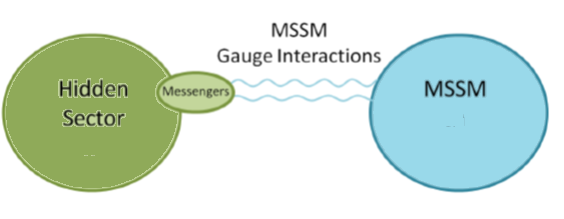 MSSM
Gauge Interactions
Hidden
Sector
Messengers
MSSM